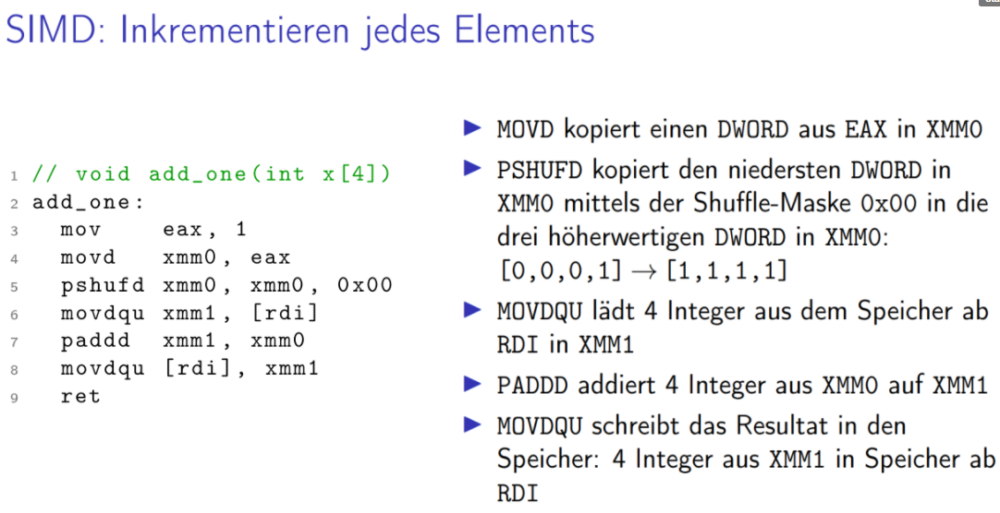 SIMD: Inkrementieren jedes Elements
1 // void add_one(int x[4])
2 add_one:
3 mov eax, 1
4 movd xmm0, eax
5 pshufd xmm0, xmm0, 0x00
6 movdqu xmm1, [rdi]
7 paddd xmm1, xmm0
8 movdqu [rdi], xmm1
9 ret
▶ MOVD kopiert einen DWORD aus EAX in XMM0
▶ PSHUFD kopiert den niedersten DWORD in
XMM0 mittels der Shuffle-Maske 0x00 in die
drei höherwertigen DWORD in XMM0:
[0,0,0,1] → [1,1,1,1]
▶ MOVDQU lädt 4 Integer aus dem Speicher ab
RDI in XMM1
▶ PADDD addiert 4 Integer aus XMM0 auf XMM1
▶ MOVDQU schreibt das Resultat in den
Speicher: 4 Integer aus XMM1 in Speicher ab
RDI